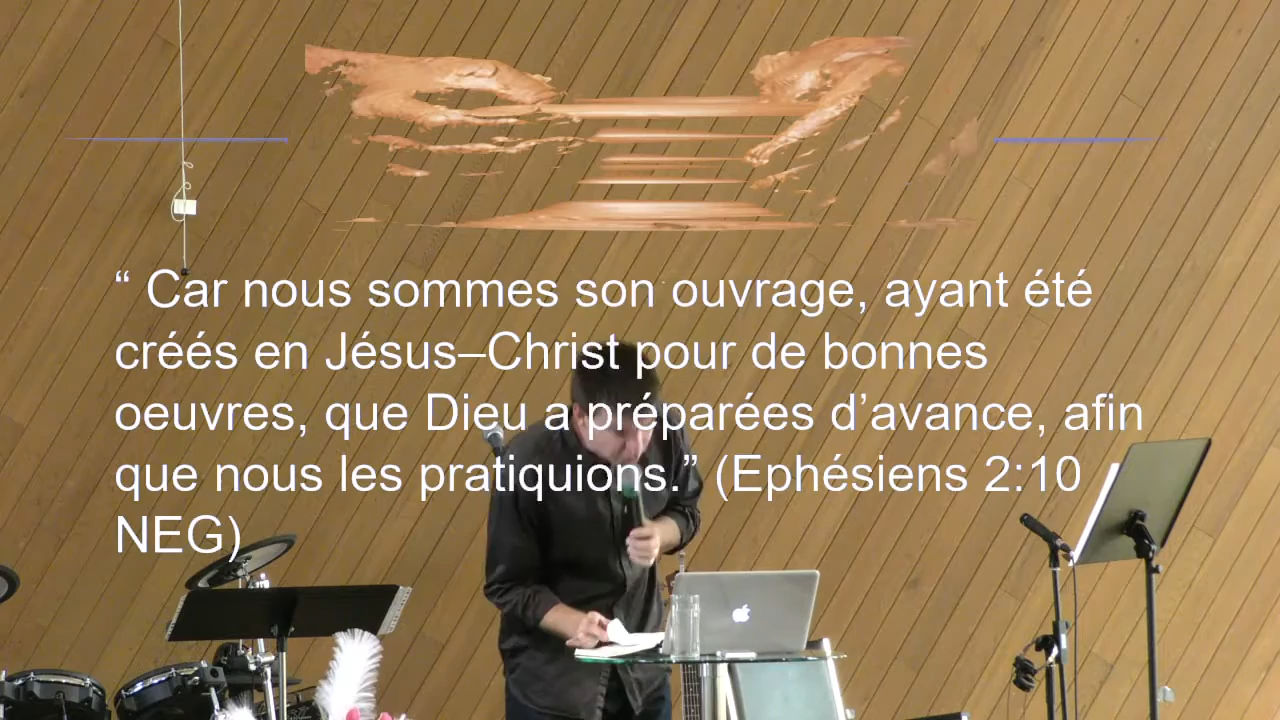 “ Car nous sommes son ouvrage, ayant été
créés en Jésus–Christ pour de bonnes
oeuvres, que Dieu a préparées d’avance, afin
que nous les pratiquions.” (Ephésiens 2:10
NEG)